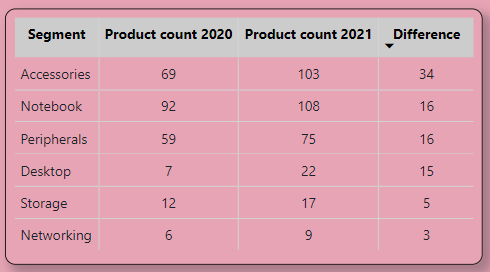 Segment Product count 2020 Product count 2021 Difference
Accessories 69 103 34
Notebook 92 108 16
Peripherals 59 75 16
Desktop 7 22 15
Storage 12 17 5
Networking 6 9 3